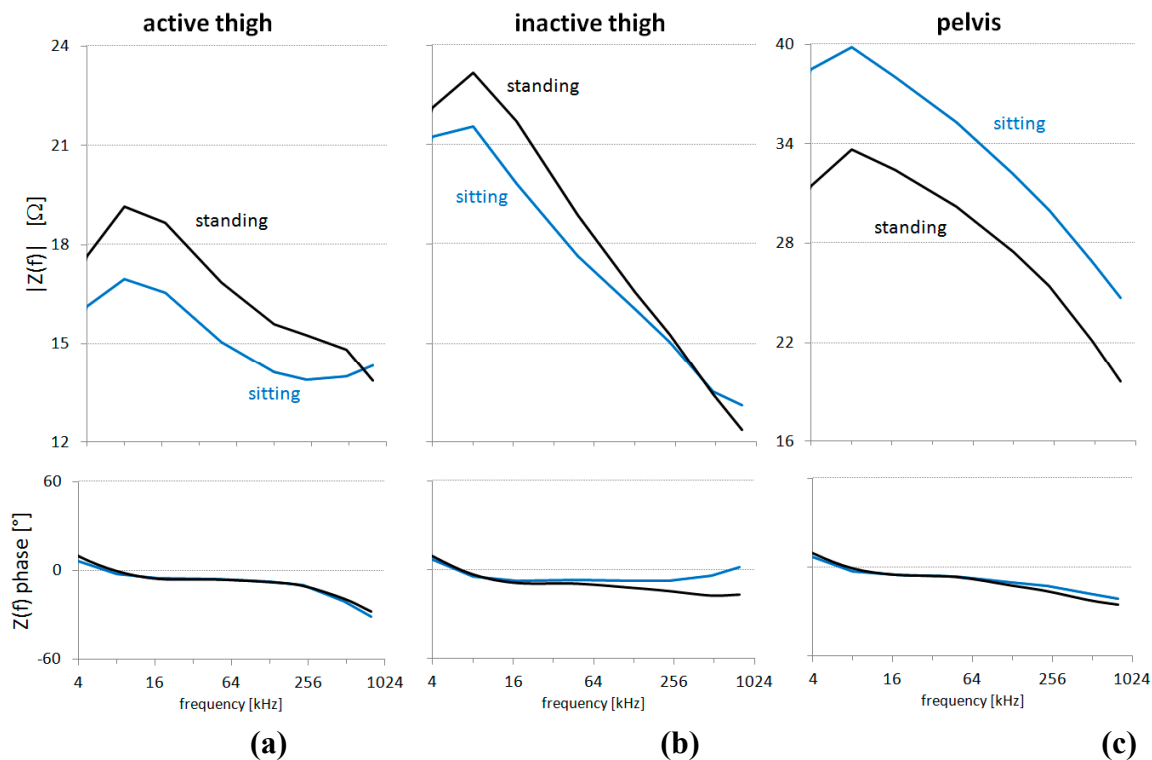 active thigh
inactive thigh
pelvis
|Z(f)| [Ω]
24
21
18
15
12
standing
sitting
standing
sitting
40
34
28
22
16
sitting
standing
Z(f) phase [°]
60
0
-60
4 16 64 256 1024
frequency [kHz]
4 16 64 256 1024
frequency [kHz]
4 16 64 256 1024
frequency [kHz]
(a)
(b)
(c)